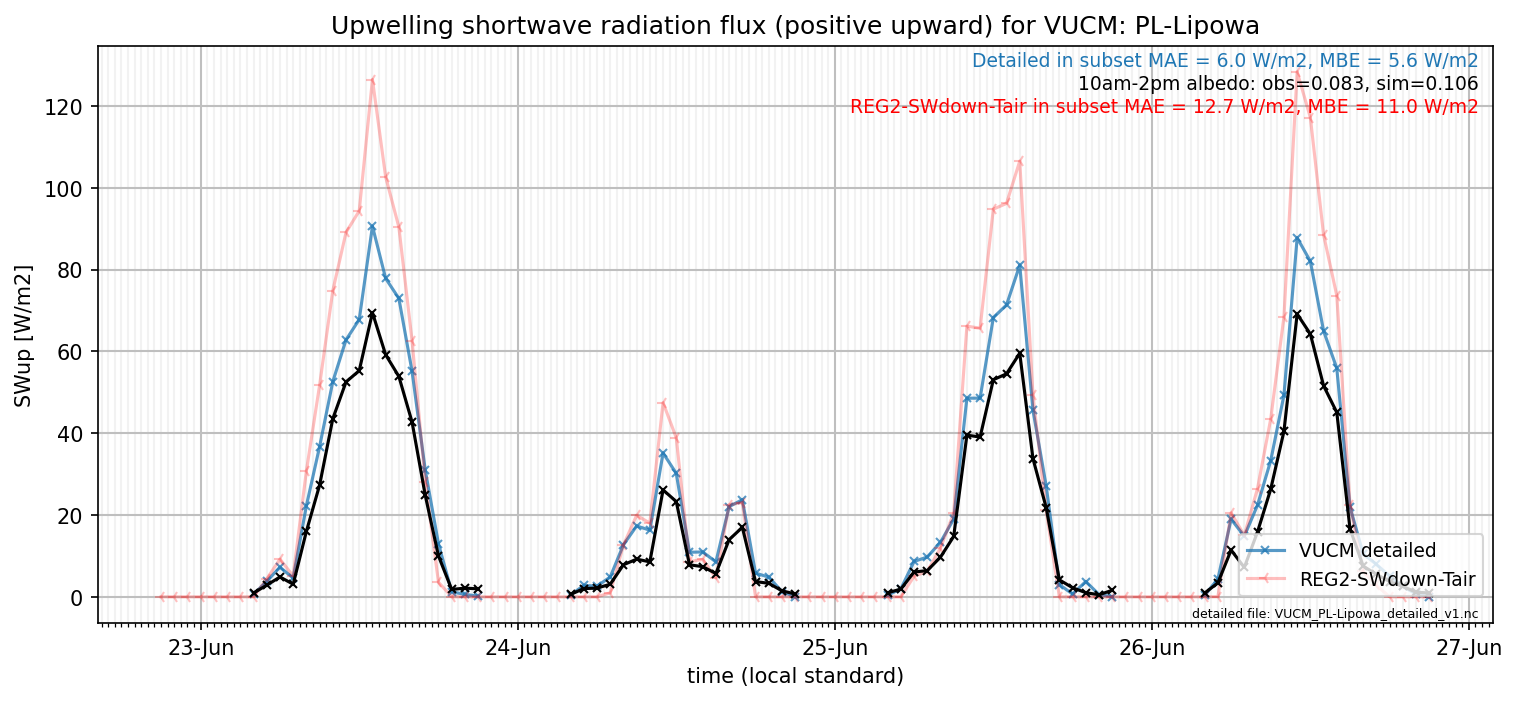 Upwelling shortwave radiation flux (positive upward) for VUCM: PL-Lipowa
Detailed in subset MAE = 6.0 W/m2, MBE = 5.6 W/m2
10am-2pm albedo: obs=0.083, sim=0.106
REG2-SWdown-Tair in subset MAE = 12.7 W/m2, MBE = 11.0 W/m2
SWup [W/m2]
120
100
80
60
40
20
0
VUCM detailed
REG2-SWdown-Tair
detailed file: VUCM_PL-Lipowa_detailed_v1.nc
23-Jun 24-Jun 25-Jun 26-Jun 27-Jun
time (local standard)